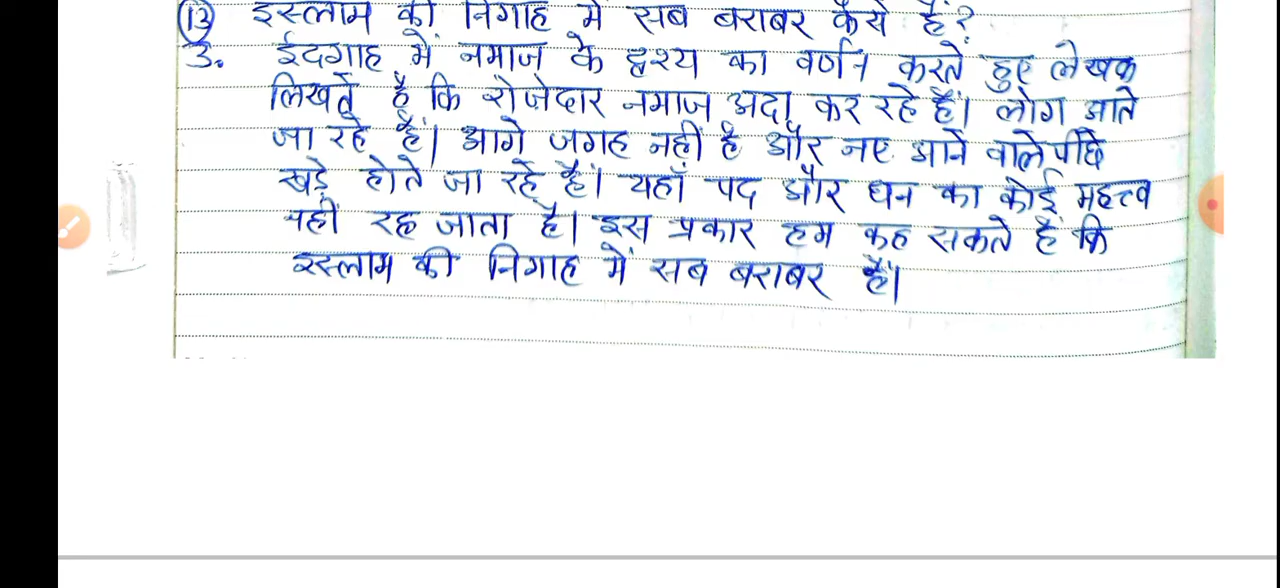 13 इस्लाम की निगाह में सब बराबर कैसे हैं?
उ. ईदगाह में नमाज के दृश्य का वर्णन करते हुए लेखक
लिखते है कि रोजेदार नमाज अदा कर रहे हैं। लोग आते
जा रहे हैं। आगे जगह नहीं है और नए आने वाले पीछे
खड़े होते जा रहे हैं। यहाँ पद और धन का कोई महत्त्व
नहीं रह जाता है। इस प्रकार हम कह सकते हैं कि
इस्लाम की निगाह में सब बराबर हैं।